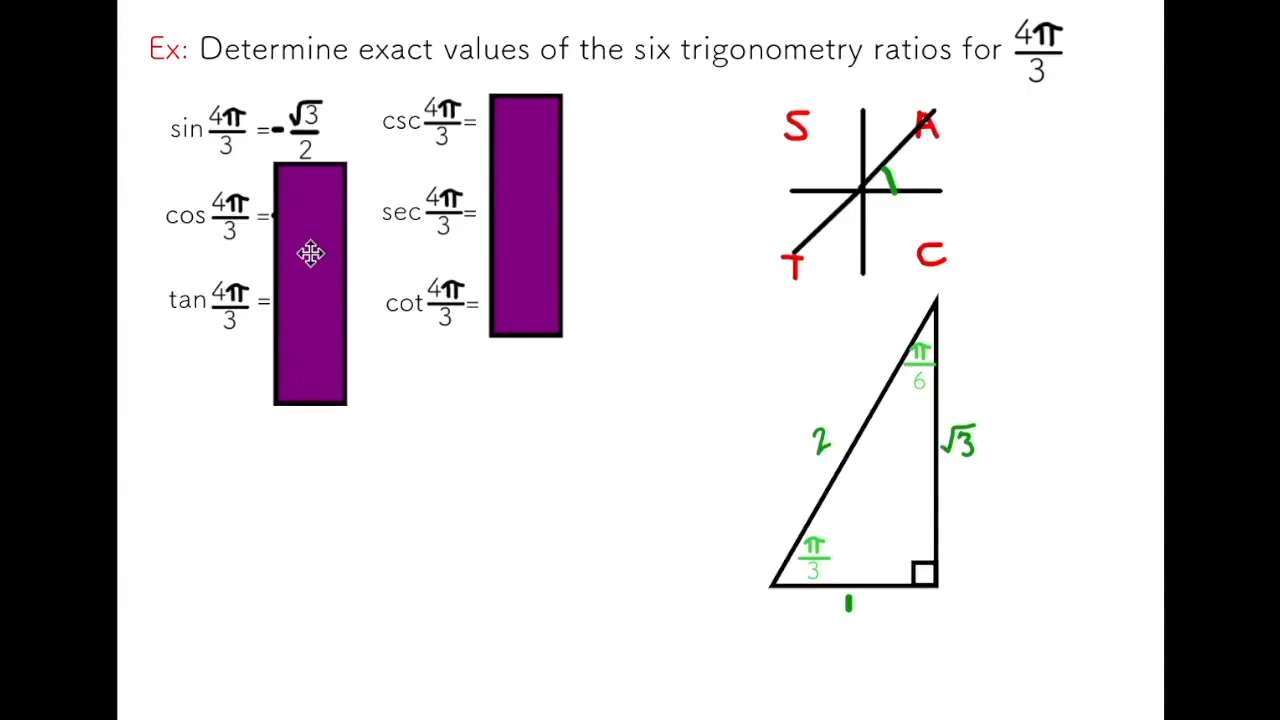 Ex: Determine exact values of the six trigonometry ratios for 4π/3
sin 4π/3 = -√3/2
cos 4π/3 = -
tan 4π/3 =
csc 4π/3 =
sec 4π/3 =
cot 4π/3 =
S A
T C
π/6
2 √3
π/3
1